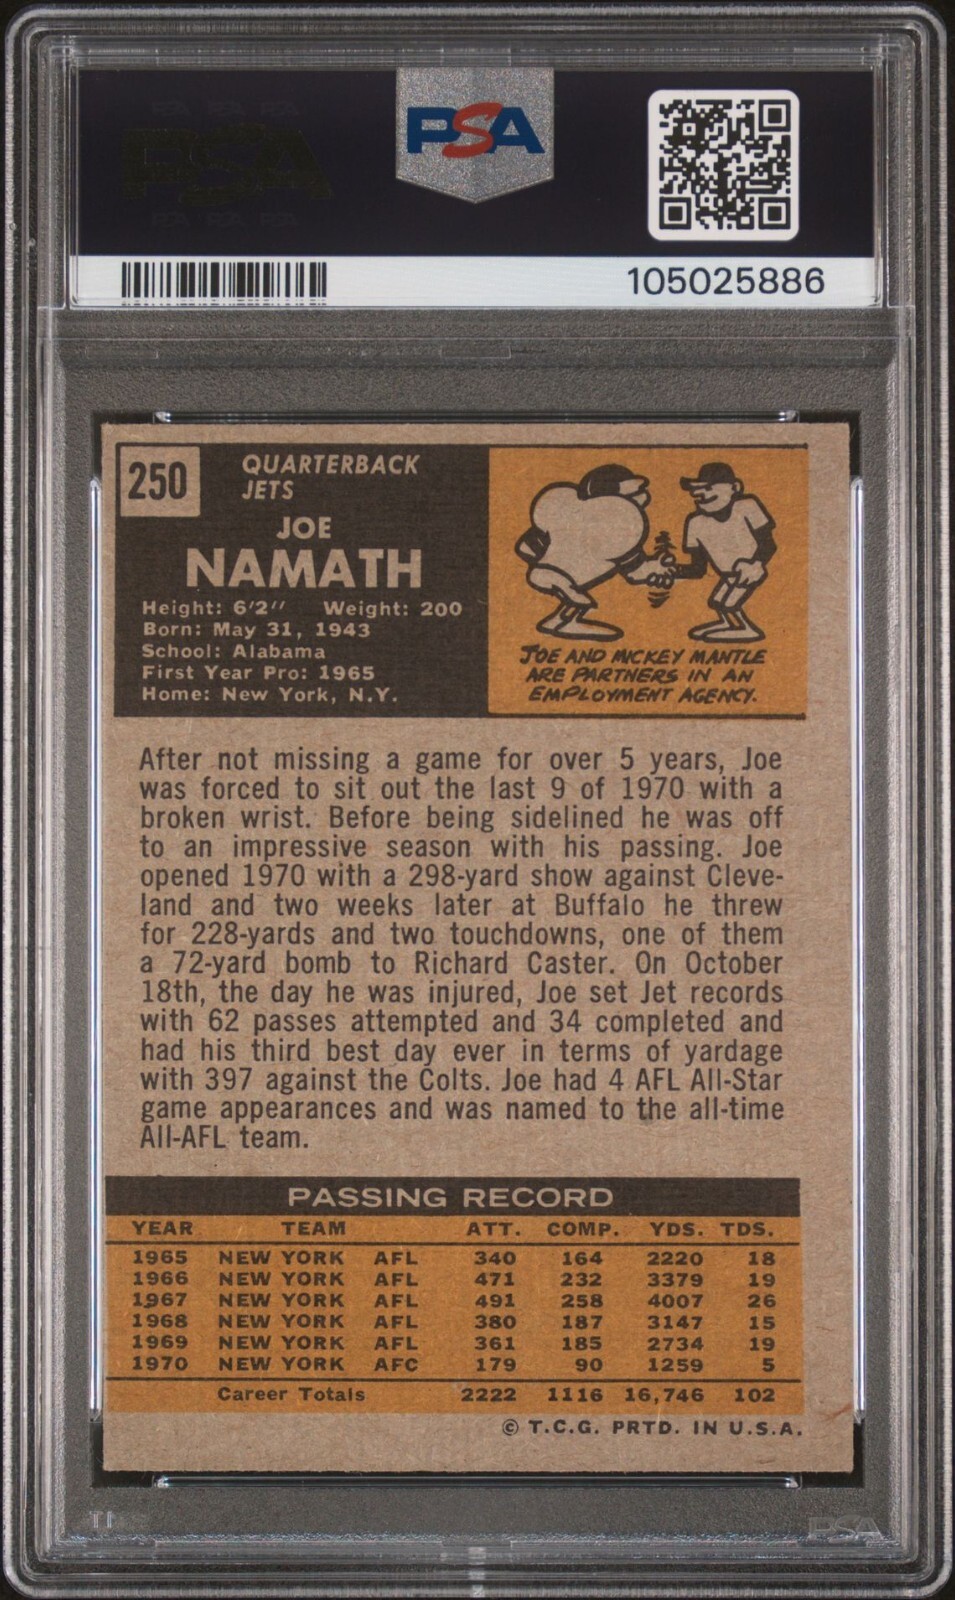 PSA
105025886
250
QUARTERBACK
JETS
JOE
NAMATH
Height: 6'2" Weight: 200
Born: May 31, 1943
School: Alabama
First Year Pro: 1965
Home: New York, N.Y.
JOE AND MICKEY MANTLE
ARE PARTNERS IN AN
EMPLOYMENT AGENCY.
After not missing a game for over 5 years, Joe
was forced to sit out the last 9 of 1970 with a
broken wrist. Before being sidelined he was off
to an impressive season with his passing. Joe
opened 1970 with a 298-yard show against Cleve-
land and two weeks later at Buffalo he threw
for 228-yards and two touchdowns, one of them
a 72-yard bomb to Richard Caster. On October
18th, the day he was injured, Joe set Jet records
with 62 passes attempted and 34 completed and
had his third best day ever in terms of yardage
with 397 against the Colts. Joe had 4 AFL All-Star
game appearances and was named to the all-time
All-AFL team.
PASSING RECORD
YEAR TEAM ATT. COMP. YDS. TDS.
1965 NEW YORK AFL 340 164 2220 18
1966 NEW YORK AFL 471 232 3379 19
1967 NEW YORK AFL 491 258 4007 26
1968 NEW YORK AFL 380 187 3147 15
1969 NEW YORK AFL 361 185 2734 19
1970 NEW YORK AFC 179 90 1259 5
Career Totals 2222 1116 16,746 102
© T.C.G. PRTD. IN U.S.A.
PSA